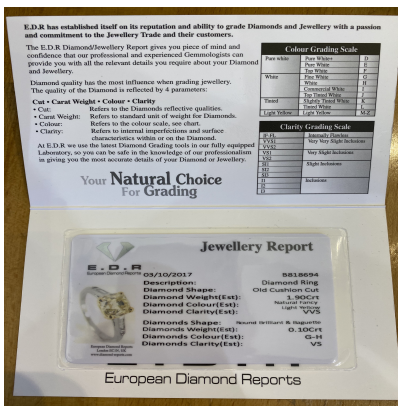 E.D.R has established itself on its reputation and ability to grade Diamonds and Jewellery with a passion
and commitment to the Jewellery Trade and their customers.
The E.D.R Diamond/Jewellery Report gives you piece of mind and
confidence that our professional and experienced Gemmologists can
provide you with all the relevant details you require about your Diamond
and Jewellery.
Diamond quality has the most influence when grading jewellery.
The quality of the Diamond is reflected by 4 parameters:
Cut • Carat Weight • Colour • Clarity
• Cut: Refers to the Diamonds reflective qualities.
• Carat Weight: Refers to standard unit of weight for Diamonds.
• Colour: Refers to the colour scale, see chart.
• Clarity: Refers to internal imperfections and surface
characteristics within or on the Diamond.
At E.D.R we use the latest Diamond Grading tools in our fully equipped
Laboratory, so you can be safe in the knowledge of our professionalism
in giving you the most accurate details of your Diamond or Jewellery.
Your Natural Choice
For Grading
Colour Grading Scale
Pure white Pure White+ D
Pure White E
Top White F
White Fine White G
White H
Commercial White I
Top Tinted White J
Tinted Slightly Tinted White K
Tinted White L
Light Yellow Light Yellow M-Z
Clarity Grading Scale
IF-FL Internally Flawless
VVS1 Very Very Slight Inclusions
VVS2
VS1 Very Slight Inclusions
VS2
SI1 Slight Inclusions
SI2
SI3
I1 Inclusions
I2
I3
Jewellery Report
E.D.R
European Diamond Reports
03/10/2017 5818694
Description: Diamond Ring
Diamond Shape: Old Cushion Cut
Diamond Weight(Est): 1.90Crt
Diamond Colour(Est): Natural Fancy
Light Yellow
Diamond Clarity(Est): VVS
Diamonds Shape: Round Brilliant & Baguette
Diamonds Weight(Est): 0.10Crt
Diamonds Colour(Est): G-H
Diamonds Clarity(Est): VS
European Diamond Reports
European Diamond Reports